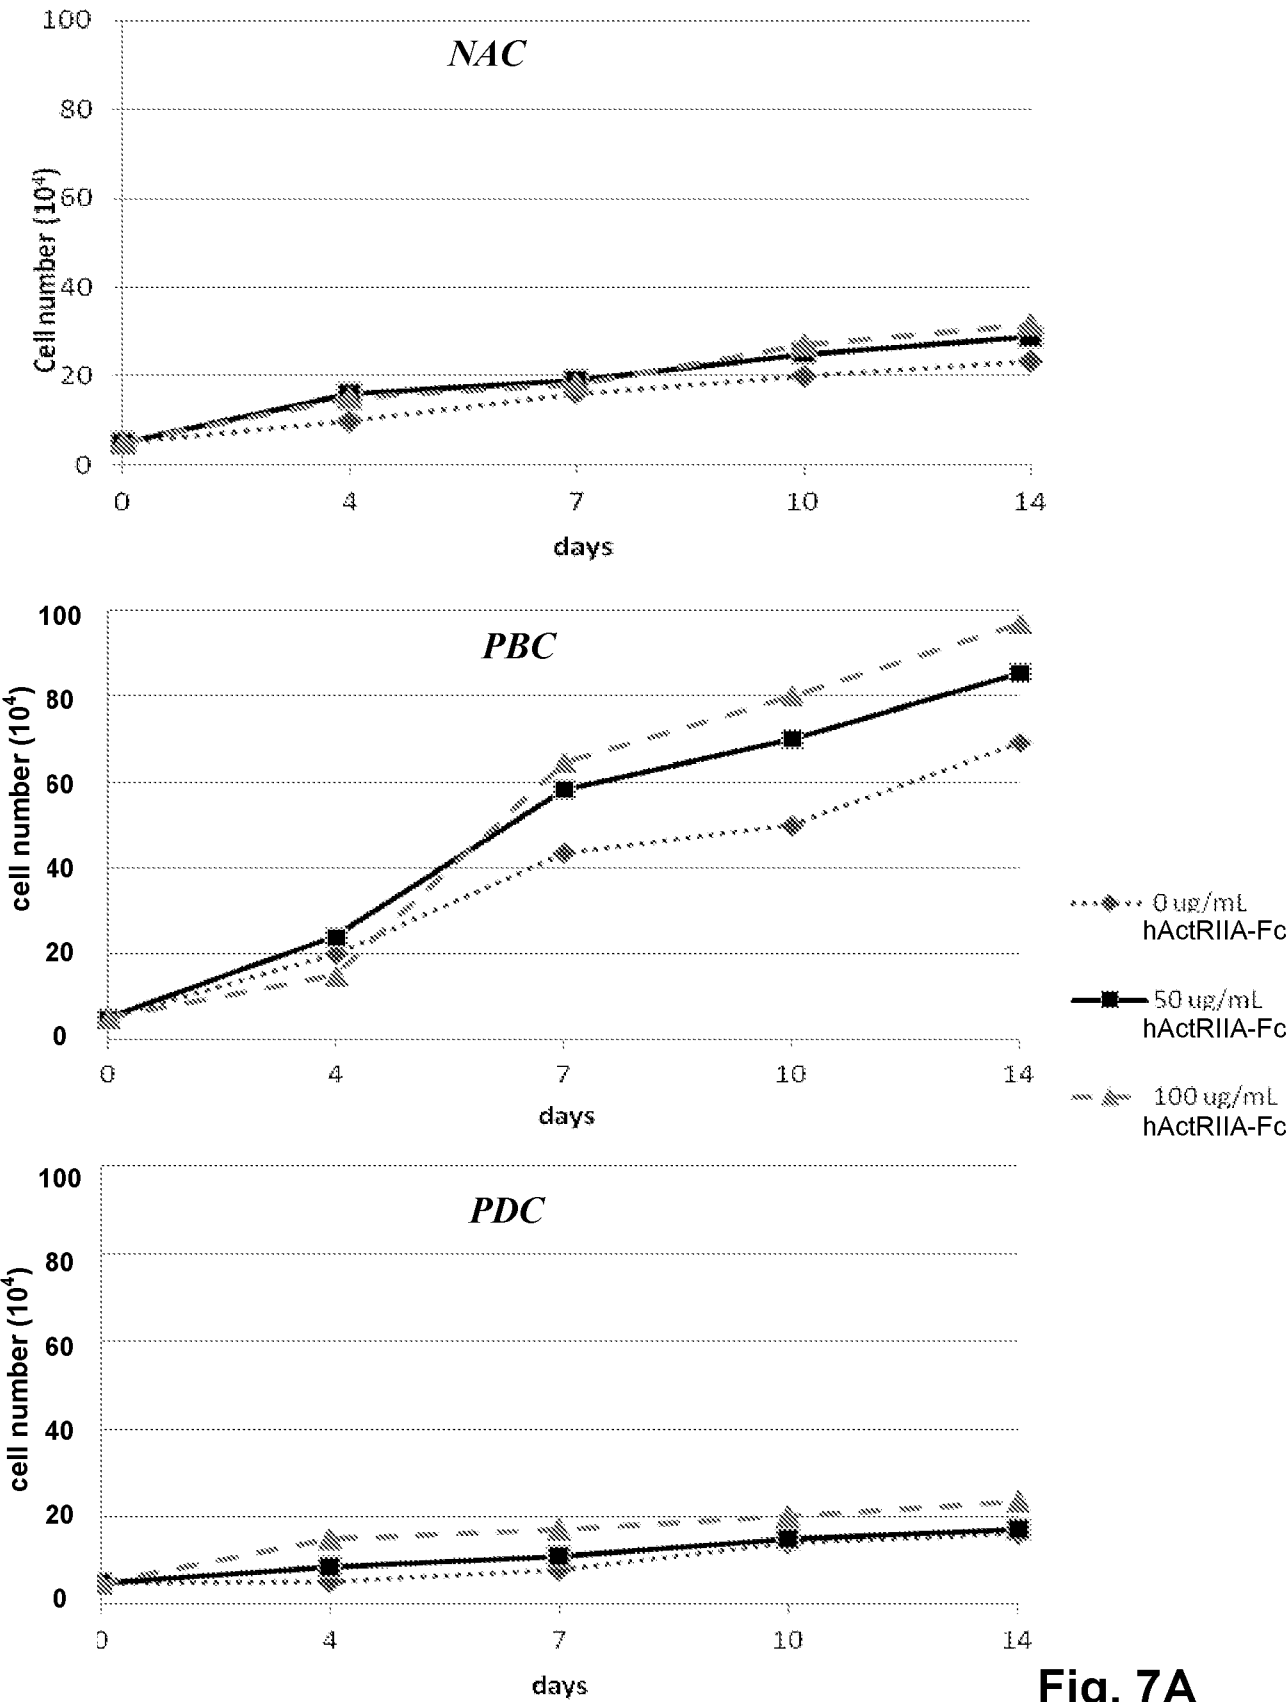 100
NAC
80
60
40
20
0
Cell number (10⁴)
0 4 7 10 14
days
100
PBC
80
60
40
20
0
cell number (10⁴)
0 4 7 10 14
days
0 ug/mL
hActRIIA-Fc
50 ug/mL
hActRIIA-Fc
100 ug/mL
hActRIIA-Fc
100
PDC
80
60
40
20
0
cell number (10⁴)
0 4 7 10 14
days
Fig. 7A